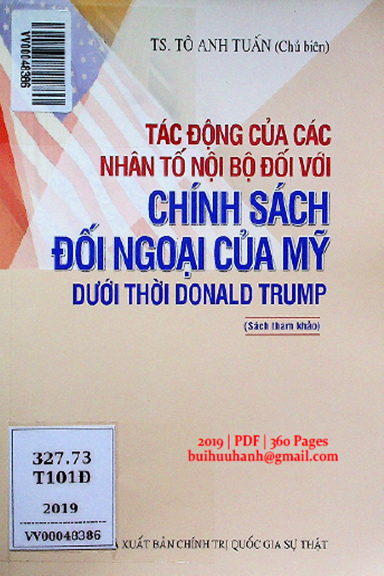 VV00048386
TS. TÔ ANH TUẤN (Chủ biên)
TÁC ĐỘNG CỦA CÁC
NHÂN TỐ NỘI BỘ ĐỐI VỚI
CHÍNH SÁCH
ĐỐI NGOẠI CỦA MỸ
DƯỚI THỜI DONALD TRUMP
(Sách tham khảo)
2019 | PDF | 360 Pages
buihuuhanh@gmail.com
327.73
T101Đ
2019
VV00048386
XUẤT BẢN CHÍNH TRỊ QUỐC GIA SỰ THẬT